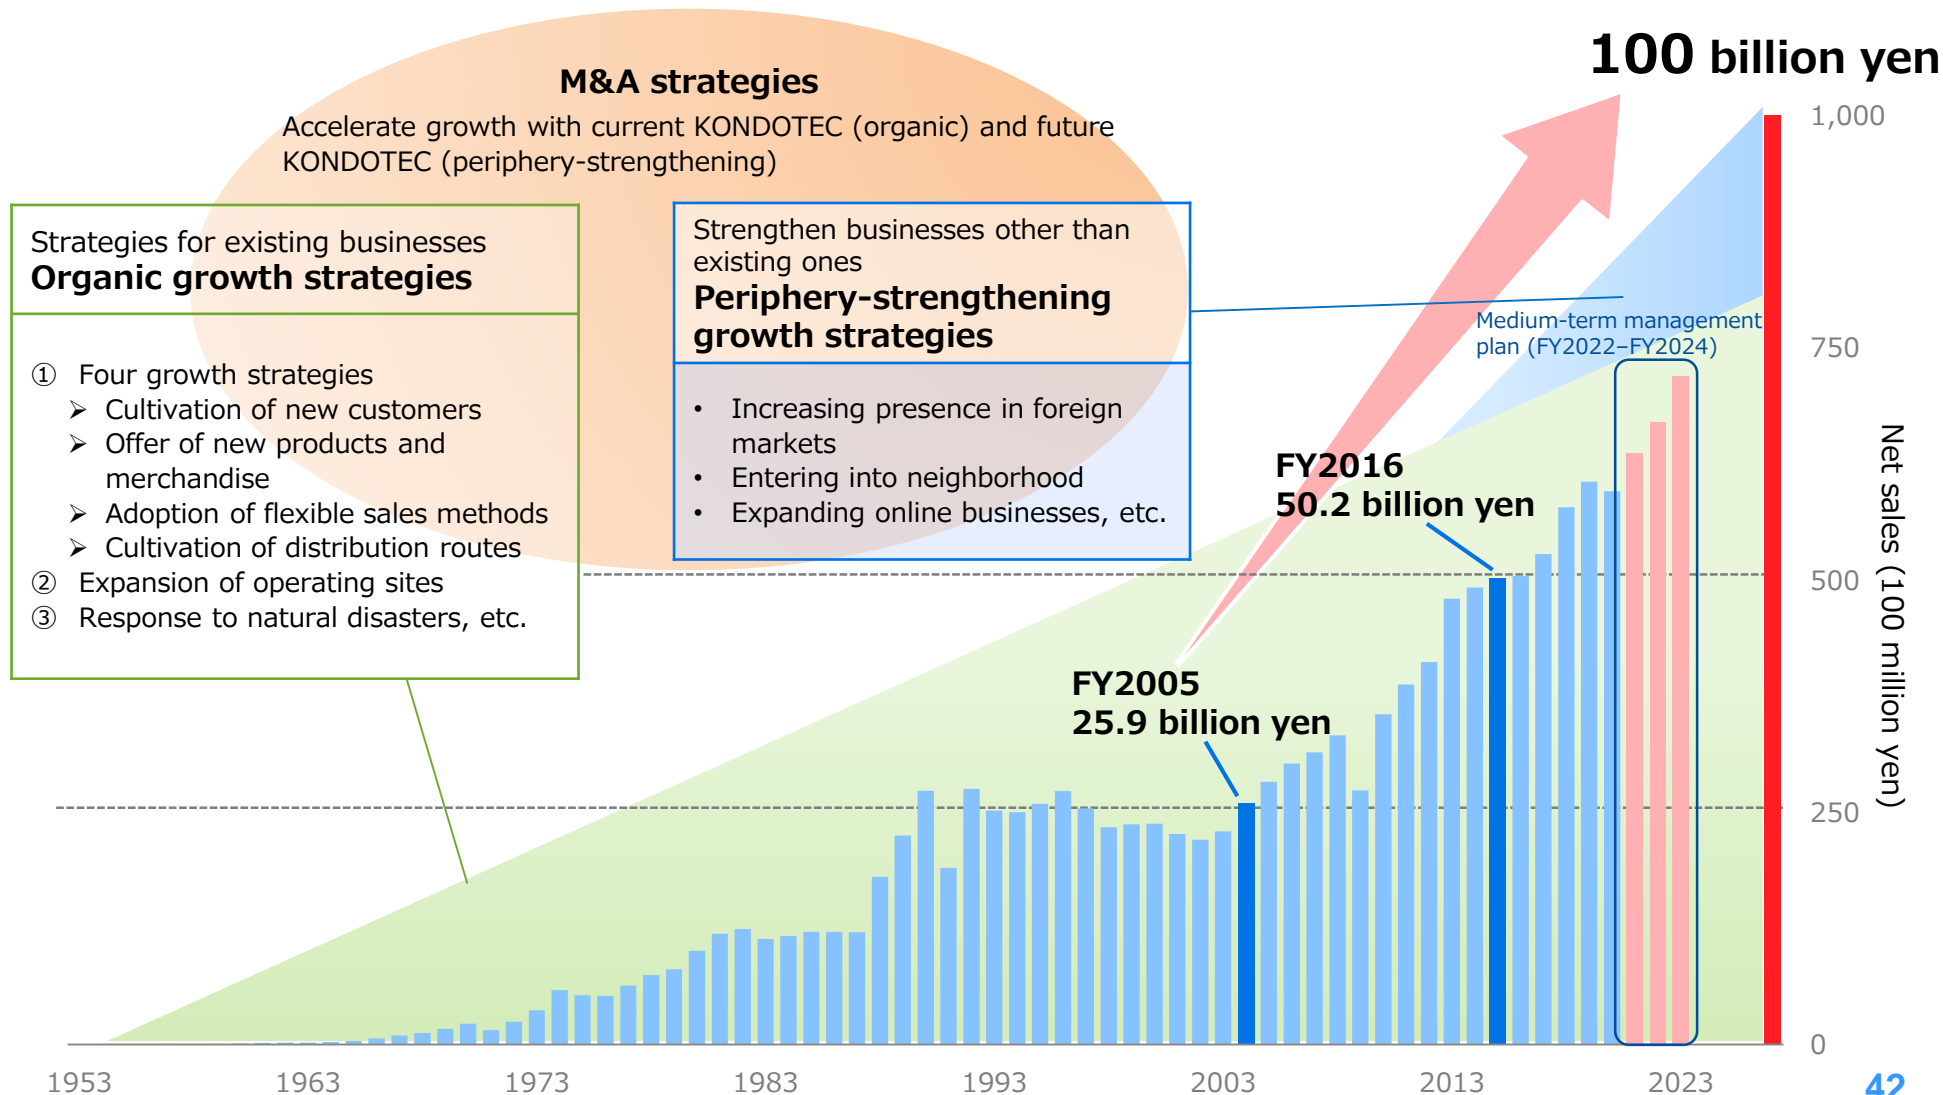 100 billion yen
M&A strategies
Accelerate growth with current KONDOTEC (organic) and future
KONDOTEC (periphery-strengthening)
Strategies for existing businesses
Organic growth strategies
① Four growth strategies
➢ Cultivation of new customers
➢ Offer of new products and
merchandise
➢ Adoption of flexible sales methods
➢ Cultivation of distribution routes
② Expansion of operating sites
③ Response to natural disasters, etc.
Strengthen businesses other than
existing ones
Periphery-strengthening
growth strategies
• Increasing presence in foreign
markets
• Entering into neighborhood
• Expanding online businesses, etc.
Medium-term management
plan (FY2022–FY2024)
FY2016
50.2 billion yen
FY2005
25.9 billion yen
1,000
750
500
250
0
Net sales (100 million yen)
1953
1963
1973
1983
1993
2003
2013
2023
42